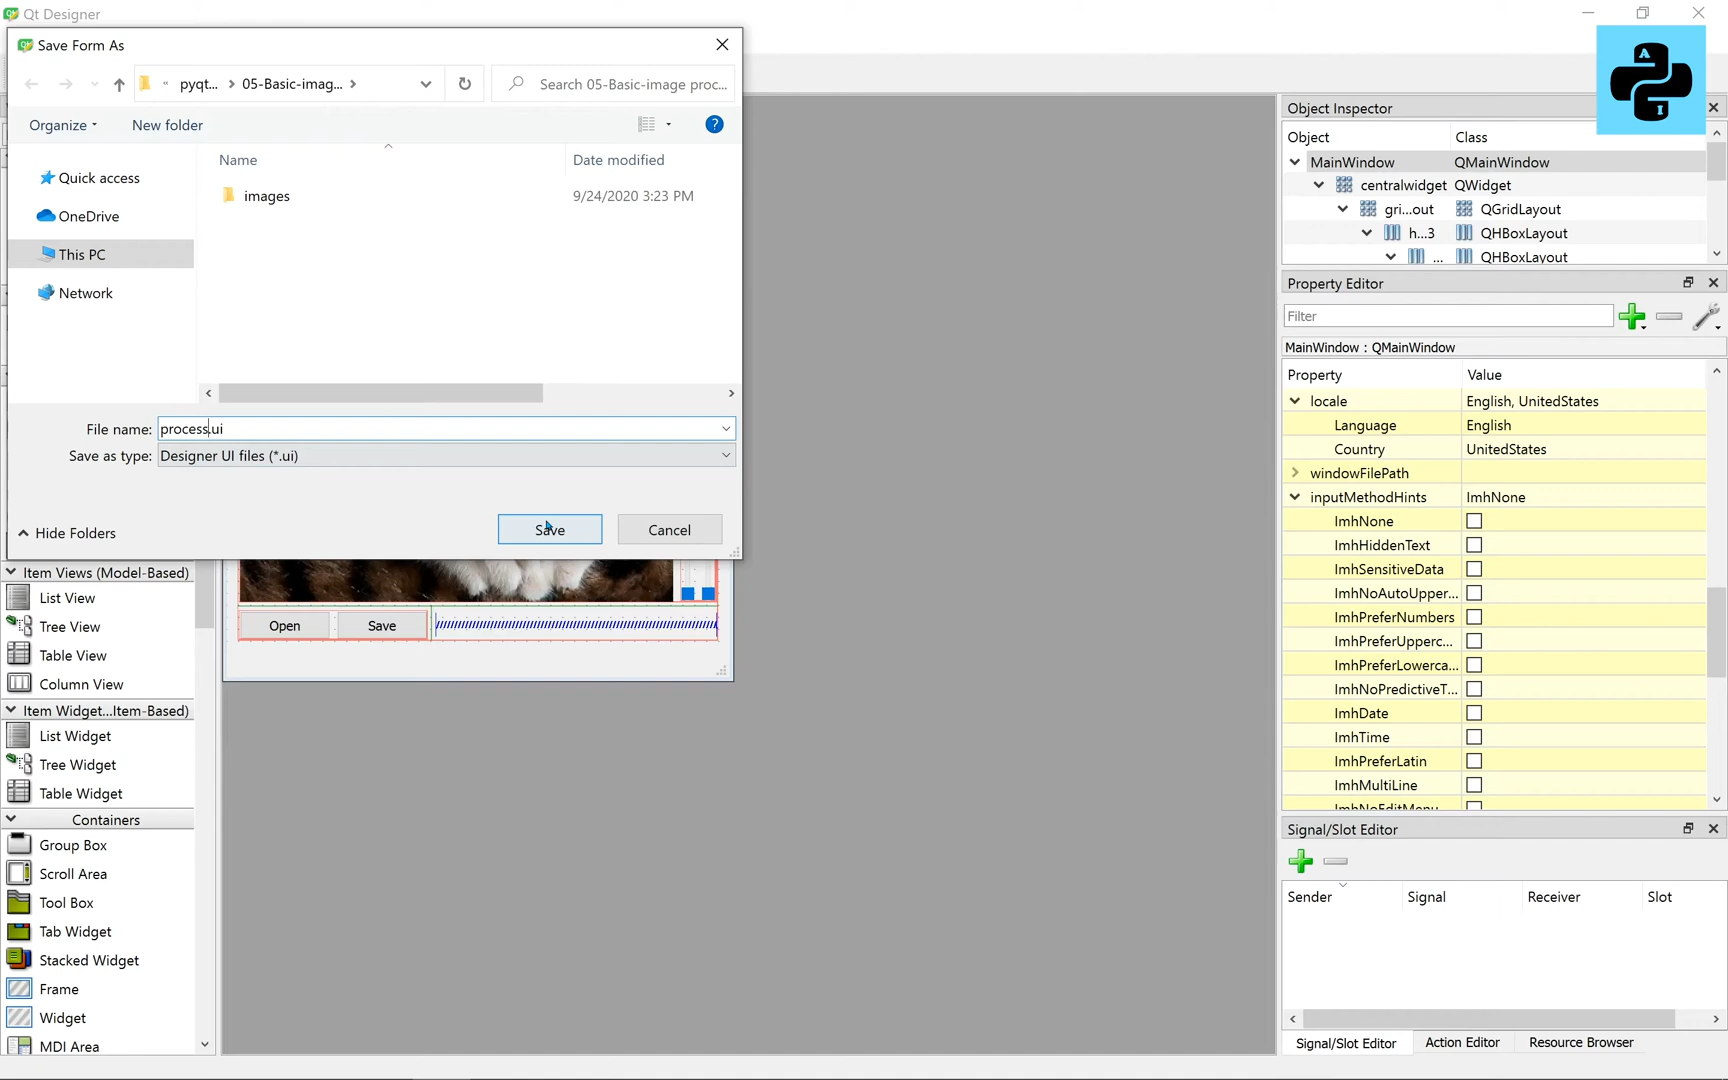 Qt Designer
Save Form As
« pyqt... > 05-Basic-imag... >
Search 05-Basic-image proc...
Organize
New folder
Name
Date modified
Quick access
images
9/24/2020 3:23 PM
OneDrive
This PC
Network
File name: process.ui
Save as type: Designer UI files (*.ui)
Hide Folders
Save
Cancel
Item Views (Model-Based)
List View
Tree View
Table View
Column View
Item Widget...Item-Based)
List Widget
Tree Widget
Table Widget
Containers
Group Box
Scroll Area
Tool Box
Tab Widget
Stacked Widget
Frame
Widget
MDI Area
Open
Save
A
I
Object Inspector
Object Class
MainWindow QMainWindow
centralwidget QWidget
gri...out QGridLayout
h...3 QHBoxLayout
... QHBoxLayout
Property Editor
Filter
MainWindow : QMainWindow
Property Value
locale English, UnitedStates
Language English
Country UnitedStates
windowFilePath
inputMethodHints ImhNone
ImhNone
ImhHiddenText
ImhSensitiveData
ImhNoAutoUpper...
ImhPreferNumbers
ImhPreferUpperc...
ImhPreferLowerca...
ImhNoPredictiveT...
ImhDate
ImhTime
ImhPreferLatin
ImhMultiLine
ImhNoEditMenu
Signal/Slot Editor
Sender Signal Receiver Slot
Signal/Slot Editor
Action Editor
Resource Browser